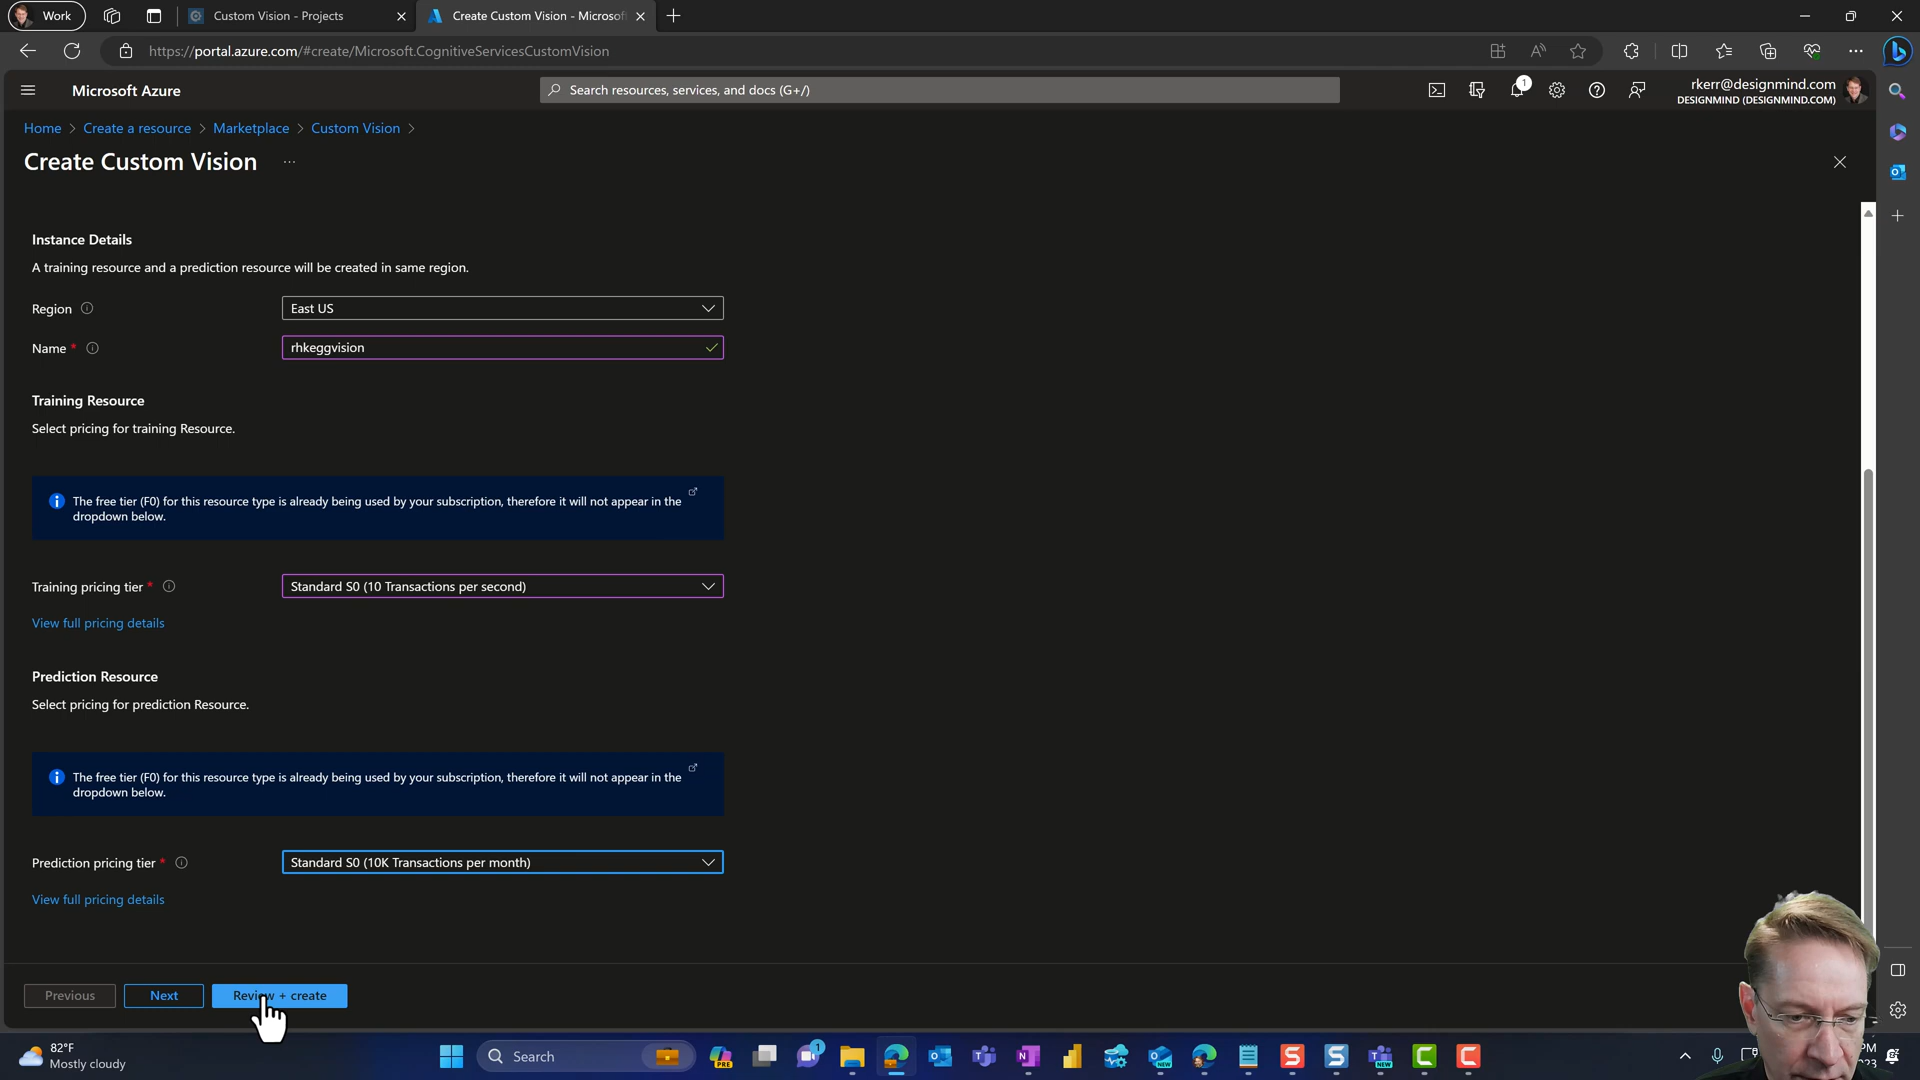 Work
Custom Vision - Projects
Create Custom Vision - Microsoft
https://portal.azure.com/#create/Microsoft.CognitiveServicesCustomVision
Microsoft Azure
Search resources, services, and docs (G+/)
1
rkerr@designmind.com
DESIGNMIND (DESIGNMIND.COM)
Home > Create a resource > Marketplace > Custom Vision >
Create Custom Vision ...
Instance Details
A training resource and a prediction resource will be created in same region.
Region
East US
Name *
rhkeggvision
Training Resource
Select pricing for training Resource.
The free tier (F0) for this resource type is already being used by your subscription, therefore it will not appear in the
dropdown below.
Training pricing tier *
Standard S0 (10 Transactions per second)
View full pricing details
Prediction Resource
Select pricing for prediction Resource.
The free tier (F0) for this resource type is already being used by your subscription, therefore it will not appear in the
dropdown below.
Prediction pricing tier *
Standard S0 (10K Transactions per month)
View full pricing details
Previous
Next
Review + create
82°F
Mostly cloudy
Search
PRE
1
NEW
NEW
PM